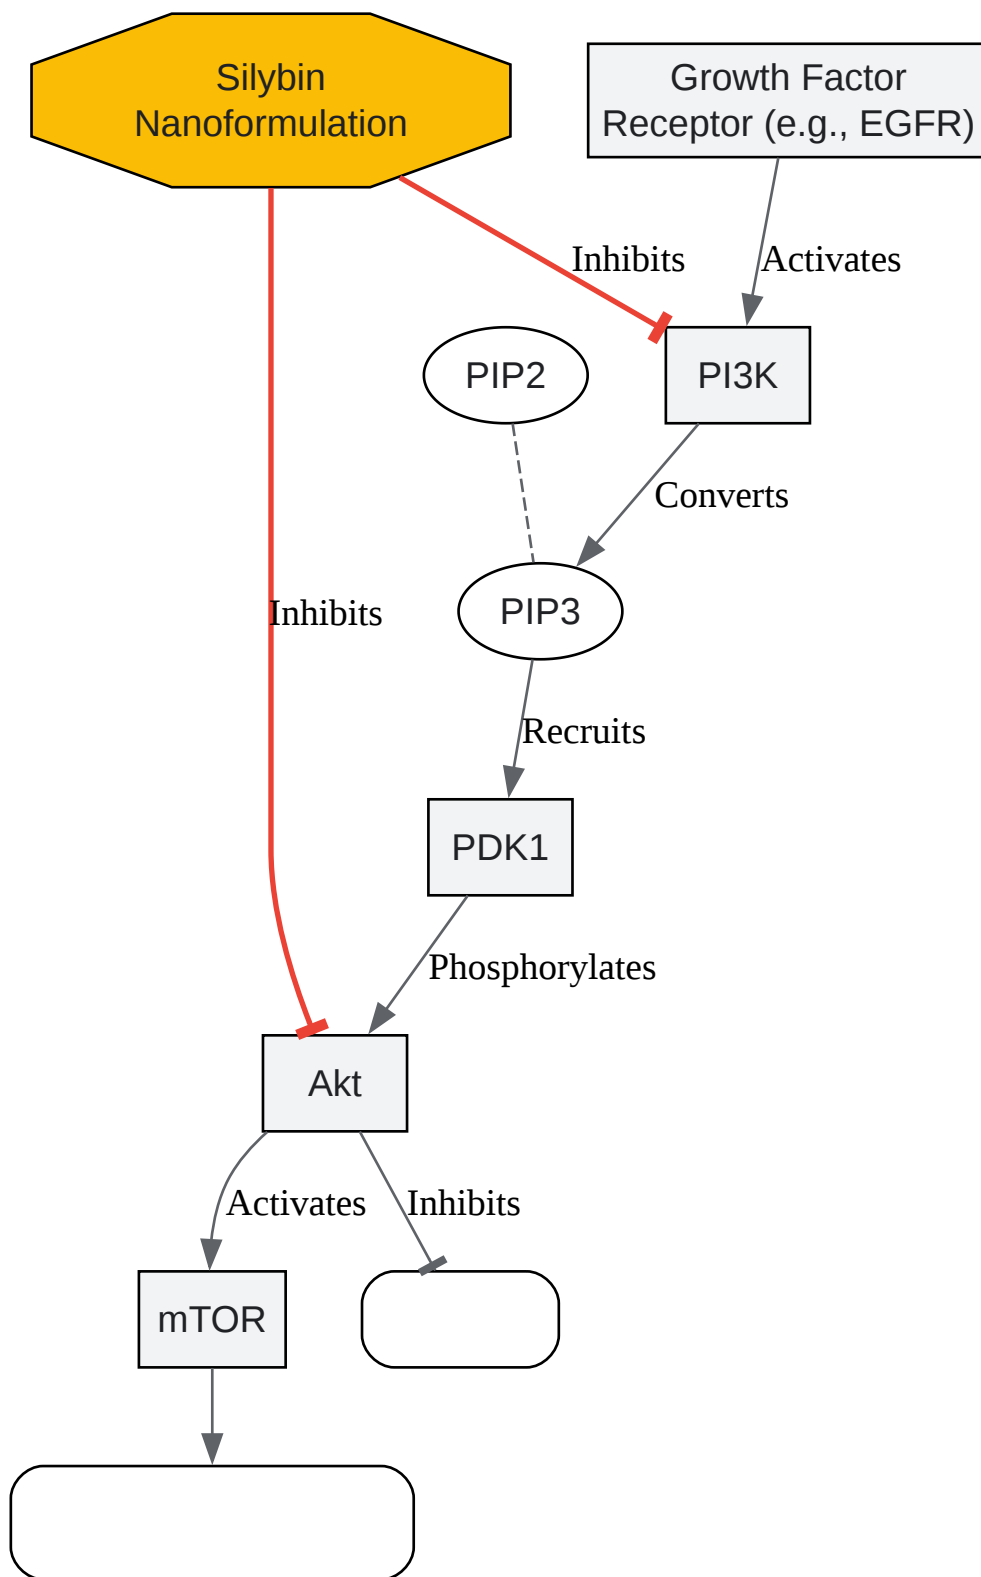 Silybin
Nanoformulation
Growth Factor
Receptor (e.g., EGFR)
Inhibits
Activates
PIP2
PI3K
Converts
Inhibits
PIP3
Recruits
PDK1
Phosphorylates
Akt
Activates
Inhibits
mTOR